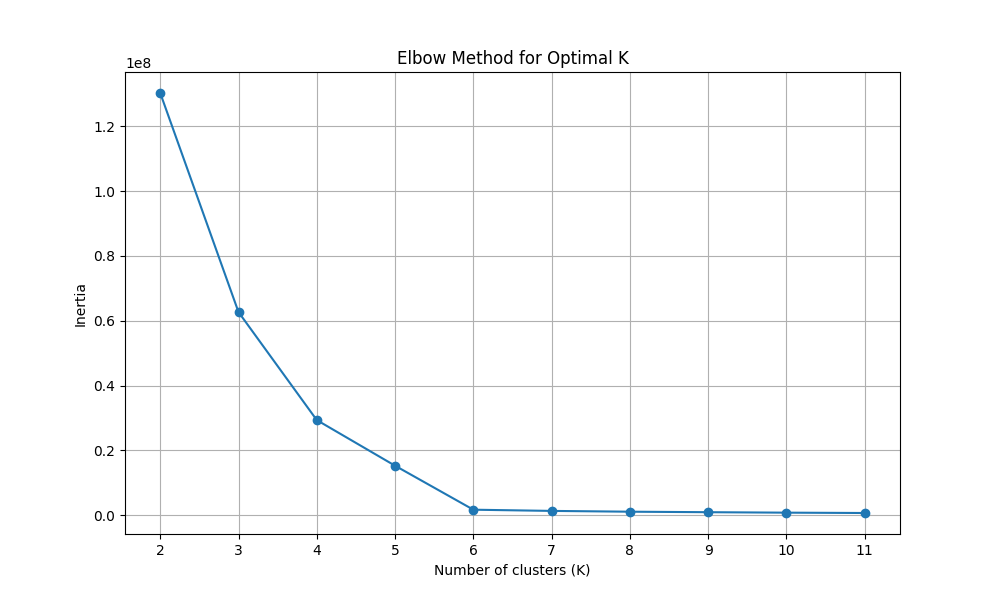 Elbow Method for Optimal K
1e8
1.2
1.0
0.8
0.6
0.4
0.2
0.0
Inertia
2 3 4 5 6 7 8 9 10 11
Number of clusters (K)